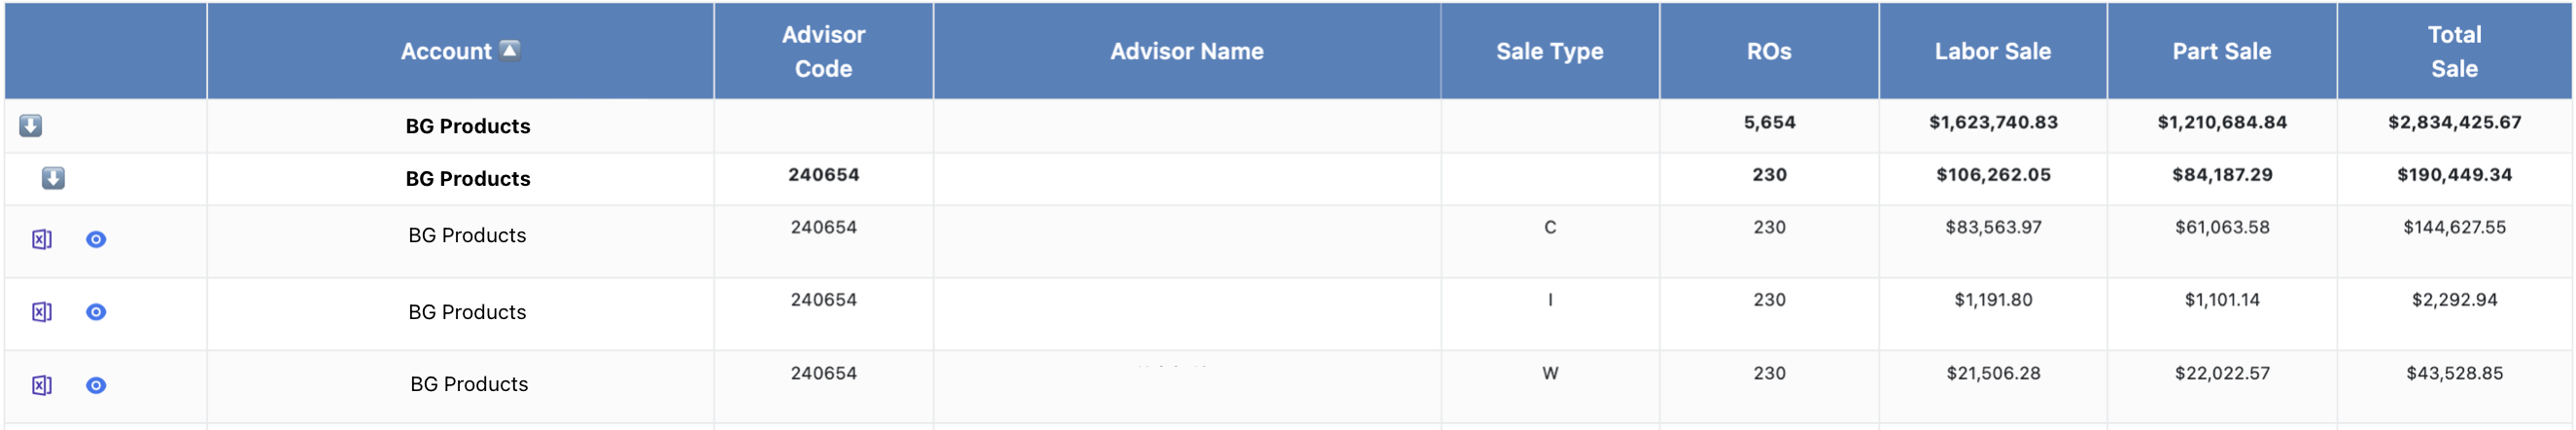 Account Advisor Code Advisor Name Sale Type ROs Labor Sale Part Sale Total Sale
BG Products 5,654 $1,623,740.83 $1,210,684.84 $2,834,425.67
BG Products 240654 230 $106,262.05 $84,187.29 $190,449.34
BG Products 240654 C 230 $83,563.97 $61,063.58 $144,627.55
BG Products 240654 I 230 $1,191.80 $1,101.14 $2,292.94
BG Products 240654 W 230 $21,506.28 $22,022.57 $43,528.85